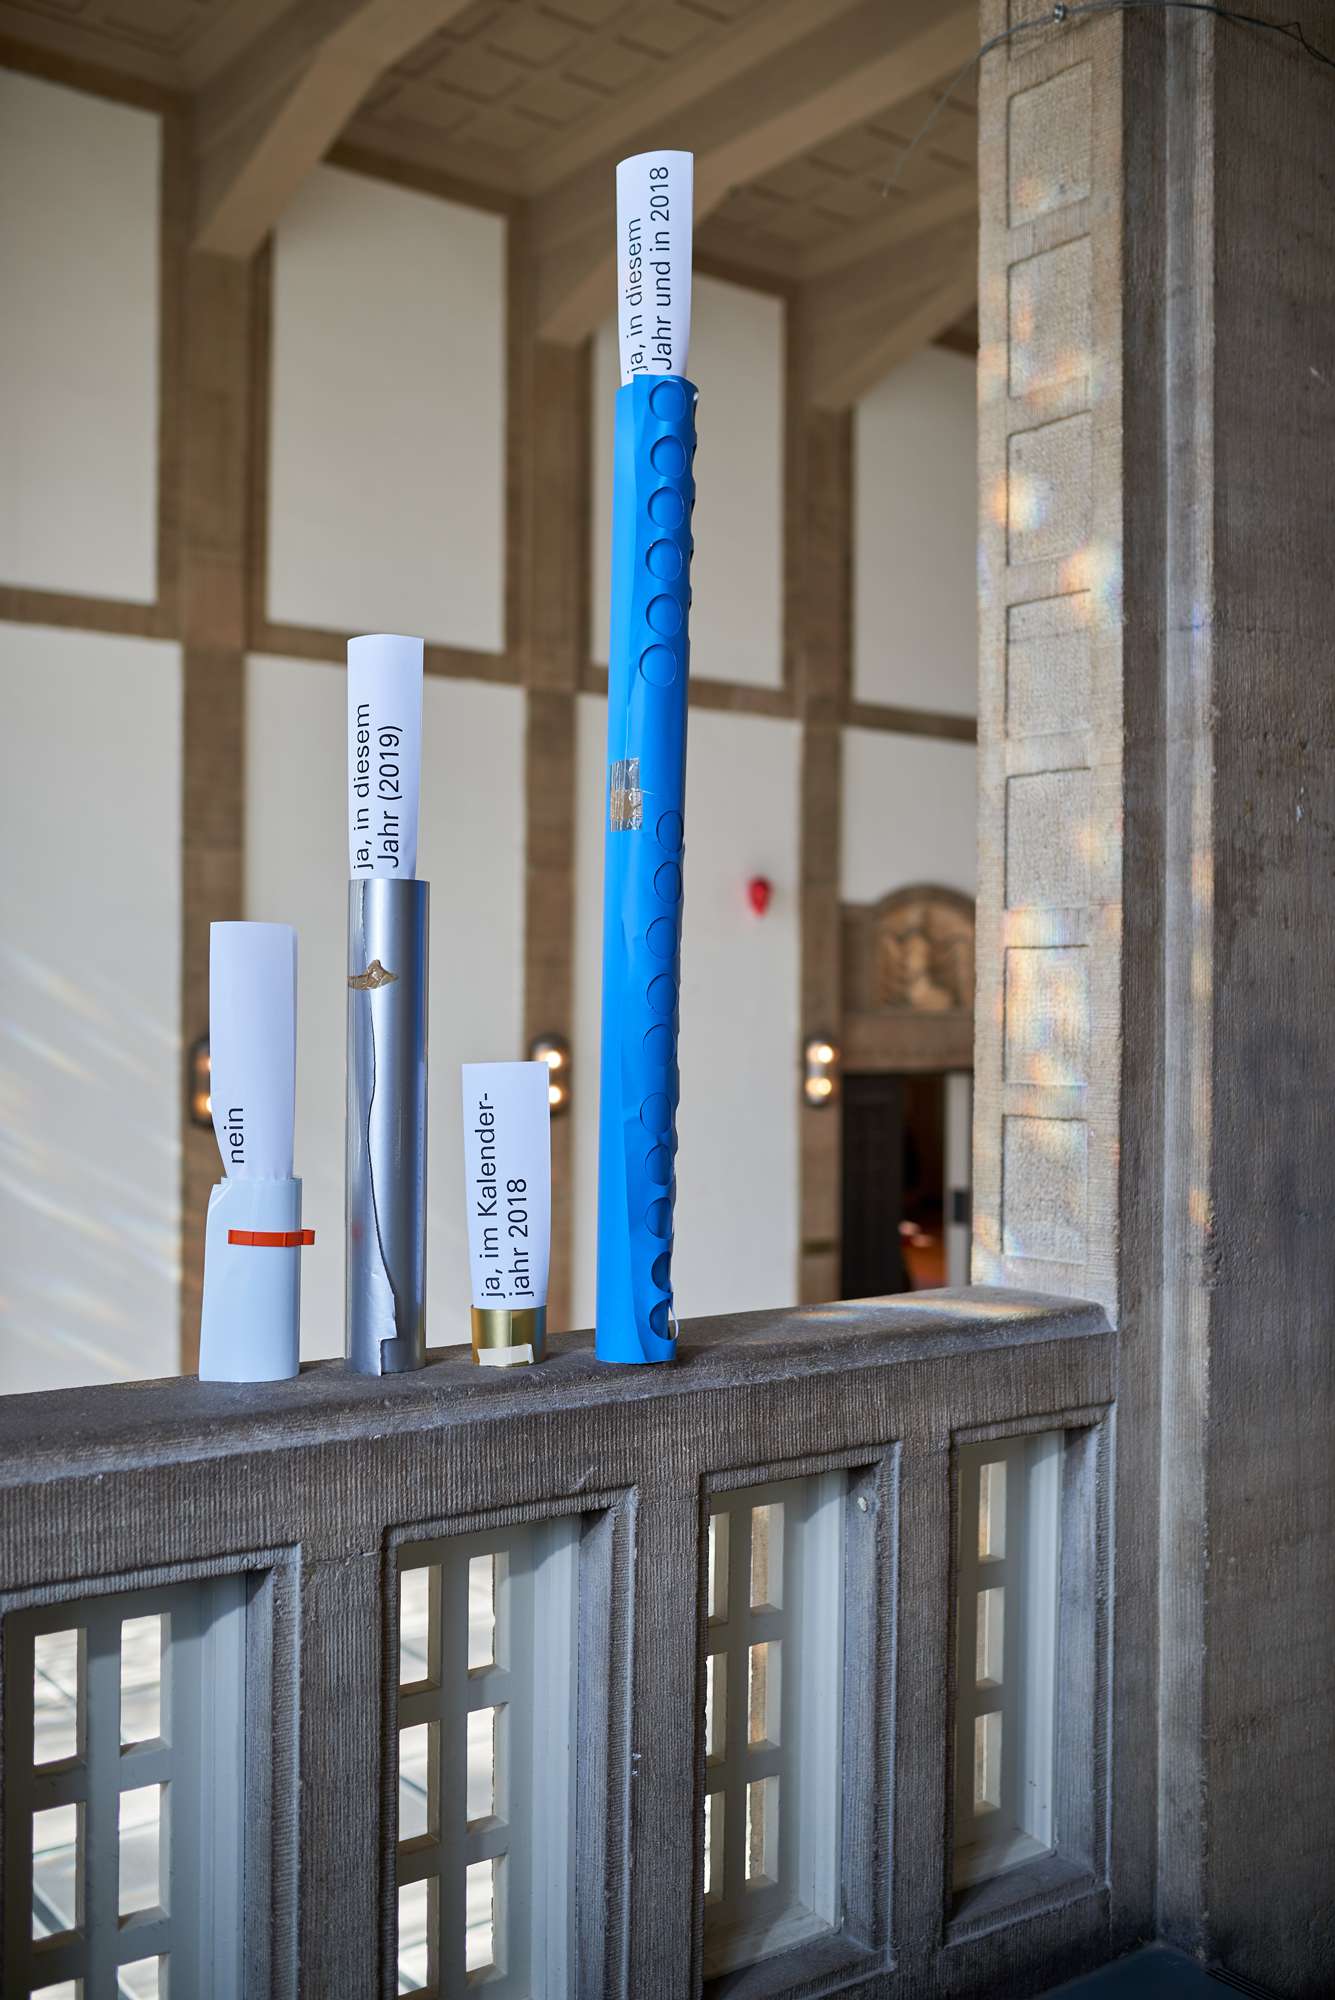 nein
ja, in diesem
Jahr (2019)
ja, im Kalender-
jahr 2018
ja, in diesem
Jahr und in 2018